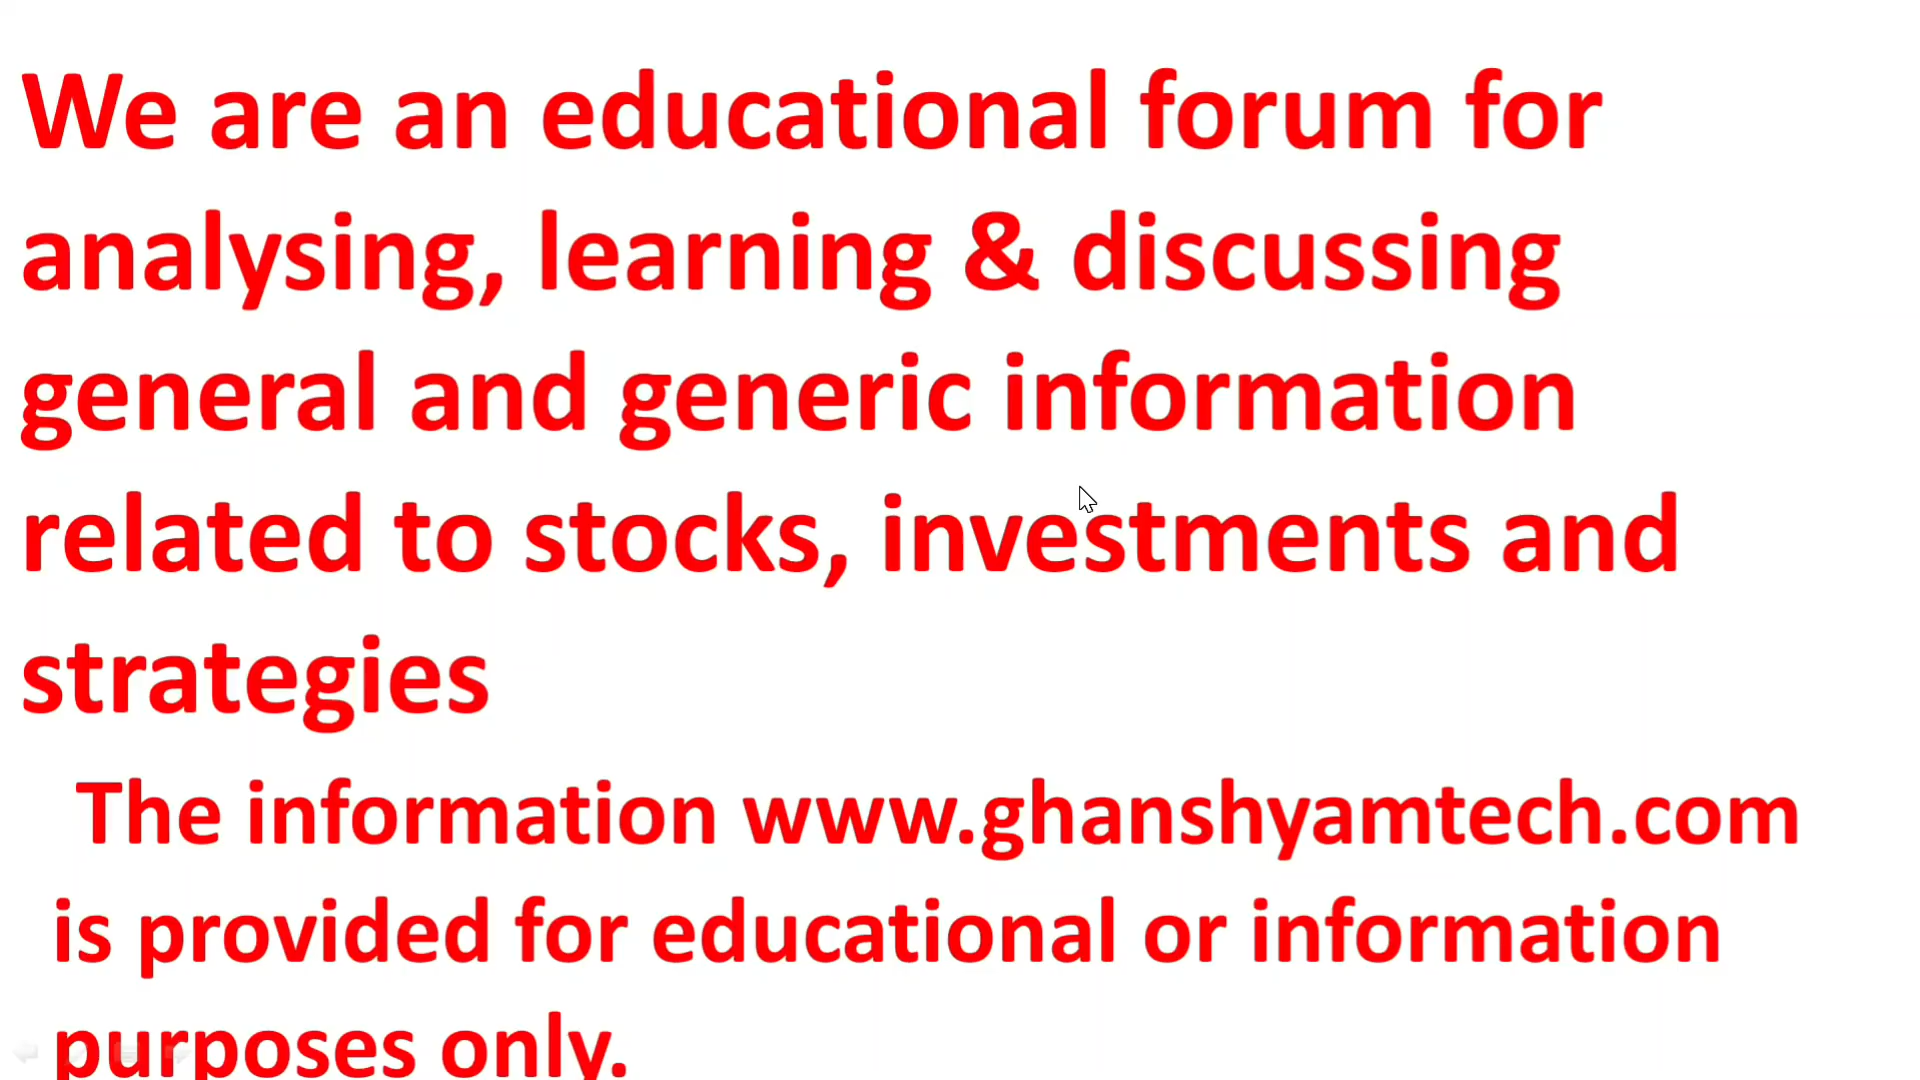 We are an educational forum for
analysing, learning & discussing
general and generic information
related to stocks, investments and
strategies
The information www.ghanshyamtech.com
is provided for educational or information
purposes only.